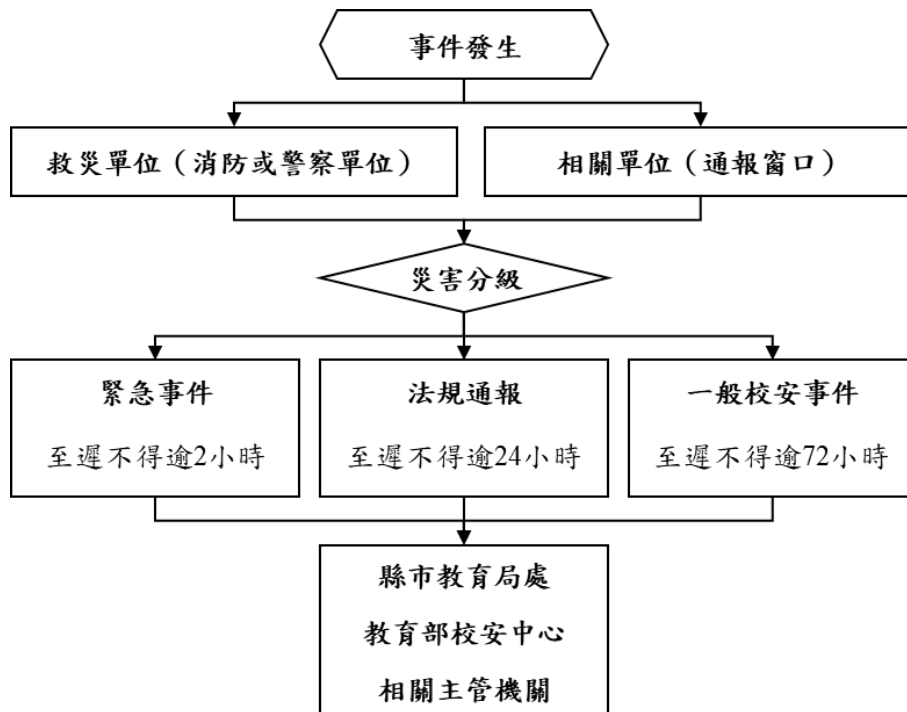 事件發生
救災單位（消防或警察單位）
相關單位（通報窗口）
災害分級
緊急事件
至遲不得逾2小時
法規通報
至遲不得逾24小時
一般校安事件
至遲不得逾72小時
縣市教育局處
教育部校安中心
相關主管機關